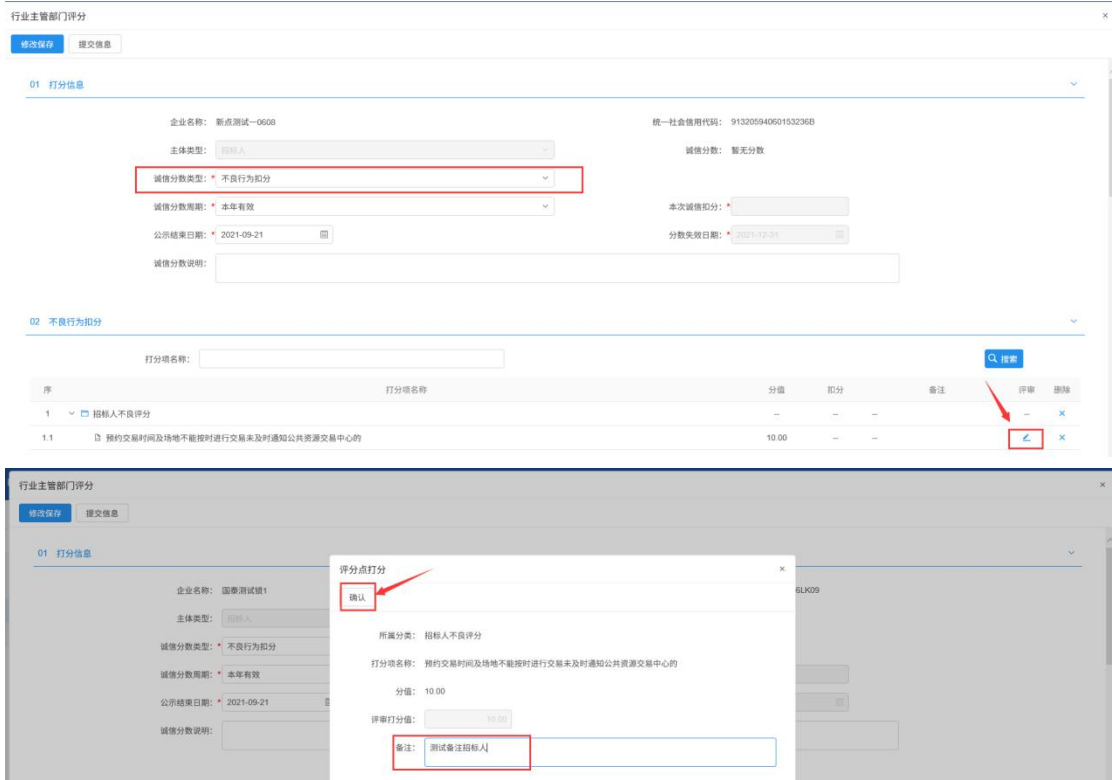 行业主管部门评分
修改保存 提交信息
01 打分信息
企业名称: 新点测试一0608 统一社会信用代码: 91320594060153236B
主体类型: 招标人 诚信分数: 暂无分数
诚信分数类型: * 不良行为扣分
诚信分数周期: * 本年有效 本次诚信扣分: *
公示结束日期: * 2021-09-21 分数失效日期: * 2021-12-31
诚信分数说明:
02 不良行为扣分
打分项名称: 搜索
序 打分项名称 分值 扣分 备注 评审 删除
1 招标人不良评分 -- -- -- --
1.1 预约交易时间及场地不能按时进行交易未及时通知公共资源交易中心的 10.00 -- --
行业主管部门评分
修改保存 提交信息
01 打分信息
评分点打分
确认
企业名称: 国泰测试锁1 6LK09
主体类型: 招标人
所属分类: 招标人不良评分
诚信分数类型: * 不良行为扣分
打分项名称: 预约交易时间及场地不能按时进行交易未及时通知公共资源交易中心的
诚信分数周期: * 本年有效
分值: 10.00
公示结束日期: * 2021-09-21
评审打分值: 10.00
诚信分数说明:
备注: 测试备注招标人